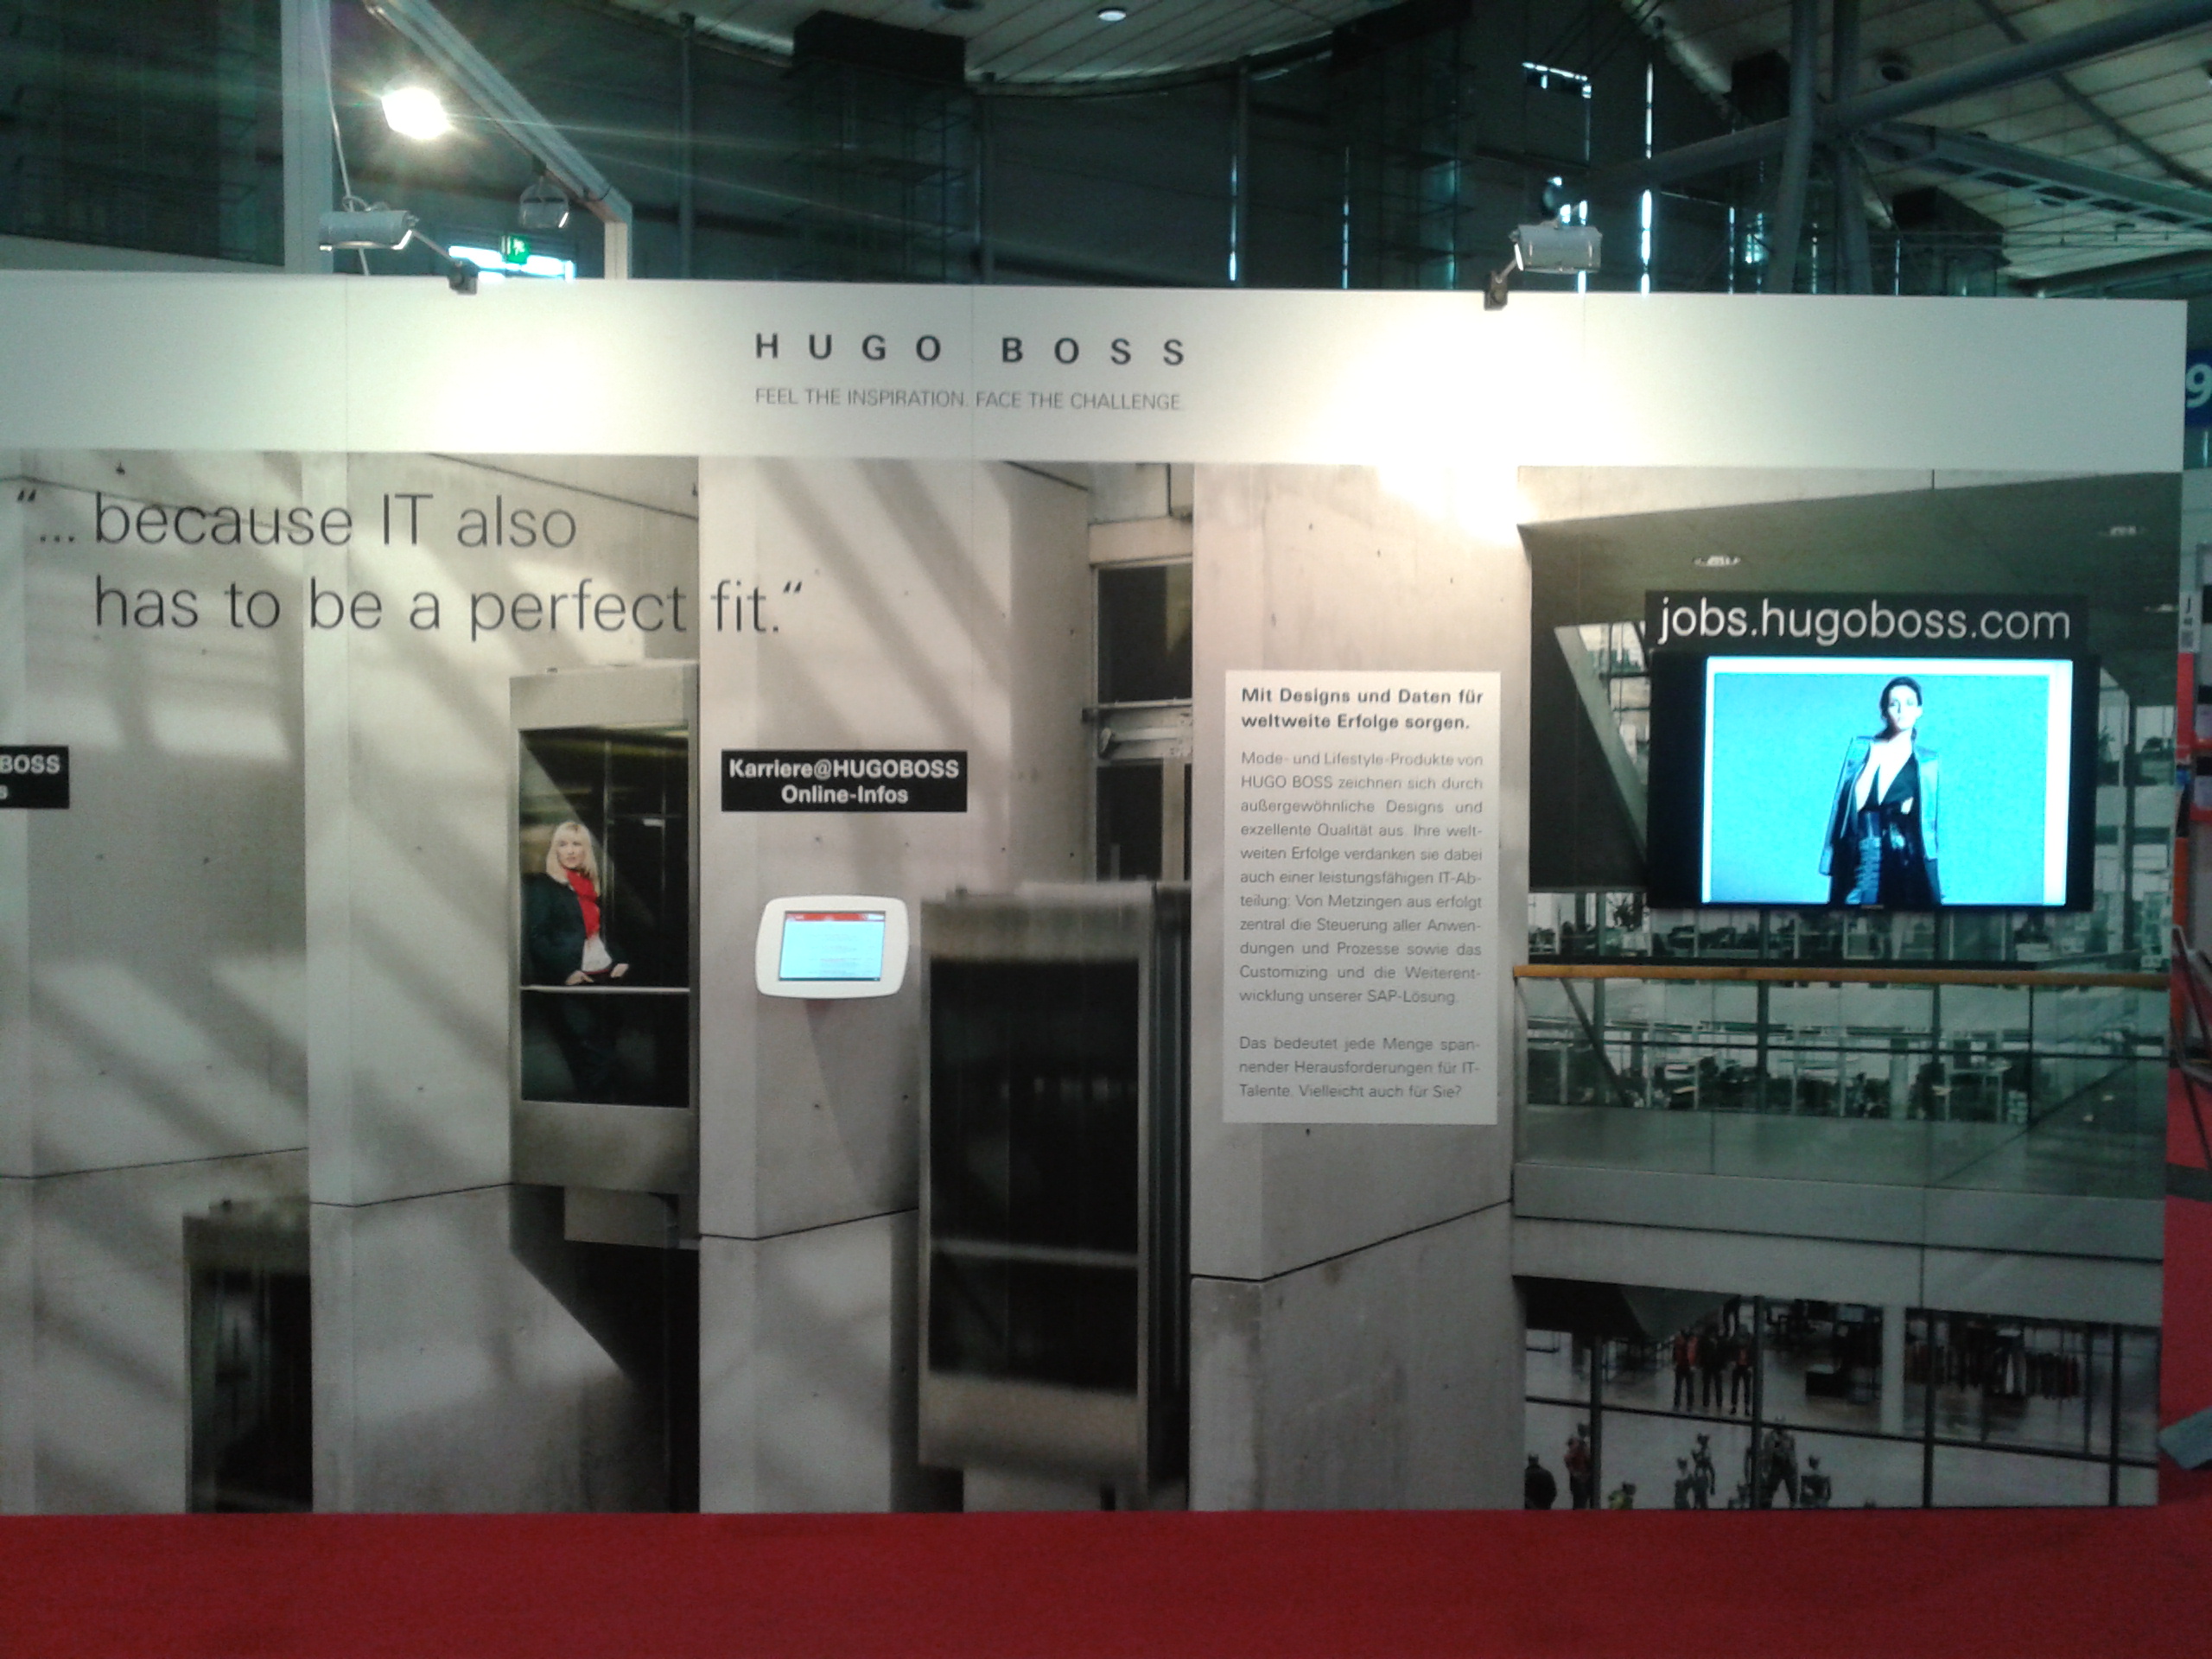 HUGO BOSS
FEEL THE INSPIRATION. FACE THE CHALLENGE.
“... because IT also
has to be a perfect fit.“
BOSS
s
Karriere@HUGOBOSS
Online-Infos
Mit Designs und Daten für
weltweite Erfolge sorgen.
Mode- und Lifestyle-Produkte von
HUGO BOSS zeichnen sich durch
außergewöhnliche Designs und
exzellente Qualität aus. Ihre welt-
weiten Erfolge verdanken sie dabei
auch einer leistungsfähigen IT-Ab-
teilung: Von Metzingen aus erfolgt
zentral die Steuerung aller Anwen-
dungen und Prozesse sowie das
Customizing und die Weiterent-
wicklung unserer SAP-Lösung.
Das bedeutet jede Menge span-
nender Herausforderungen für IT-
Talente. Vielleicht auch für Sie?
jobs.hugoboss.com
9